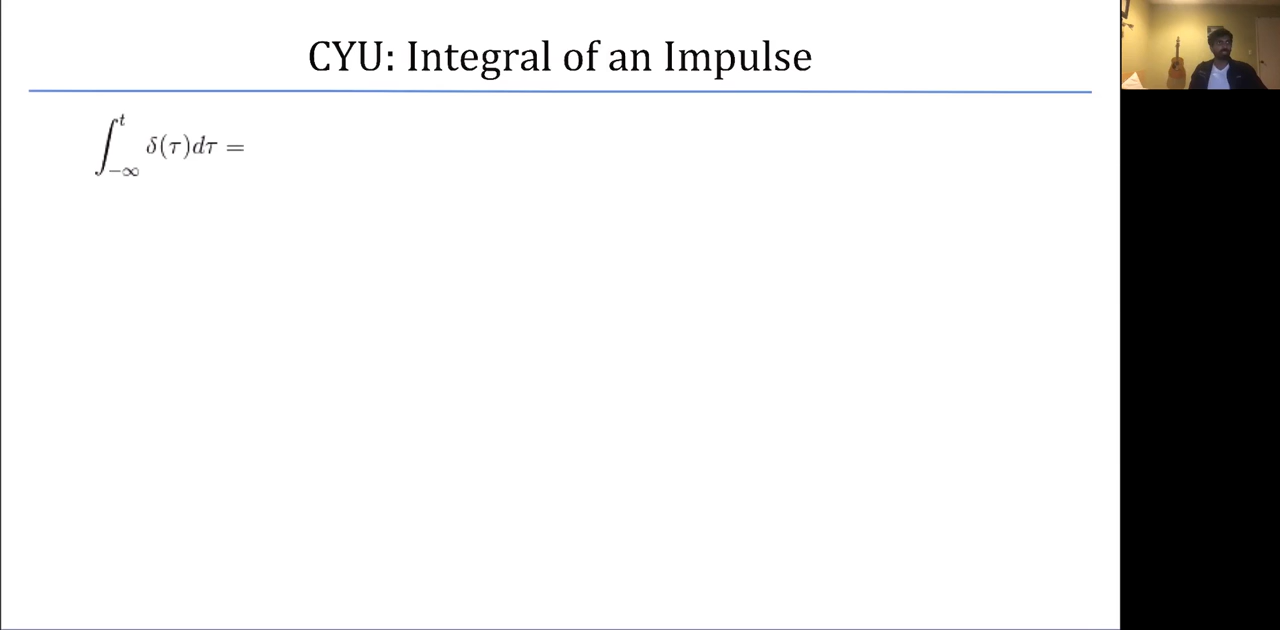 CYU: Integral of an Impulse
∫_{-∞}^{t} δ(τ)dτ =